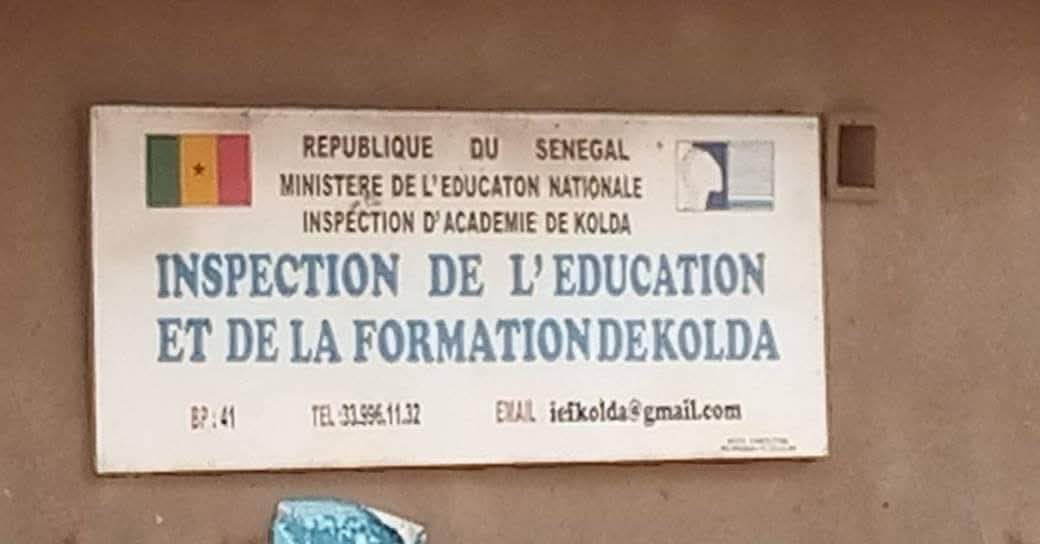 REPUBLIQUE DU SENEGAL
MINISTERE DE L'EDUCATON NATIONALE
INSPECTION D'ACADEMIE DE KOLDA
INSPECTION DE L'EDUCATION
ET DE LA FORMATION DE KOLDA
BP : 41 TEL :33.996.11.32 EMAIL iefkolda@gmail.com